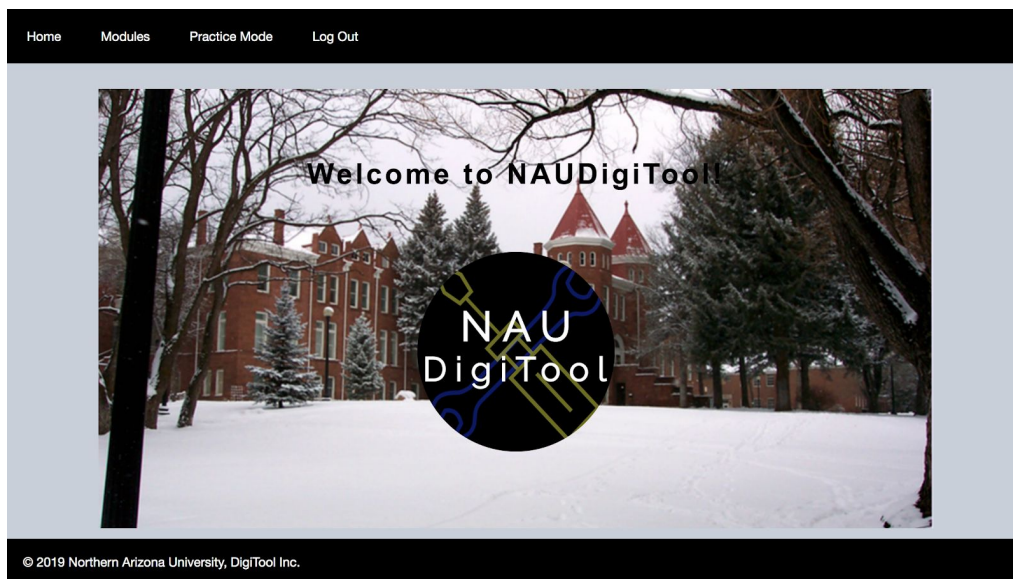 Home Modules Practice Mode Log Out
Welcome to NAUDigiTool!
NAU
DigiTool
© 2019 Northern Arizona University, DigiTool Inc.